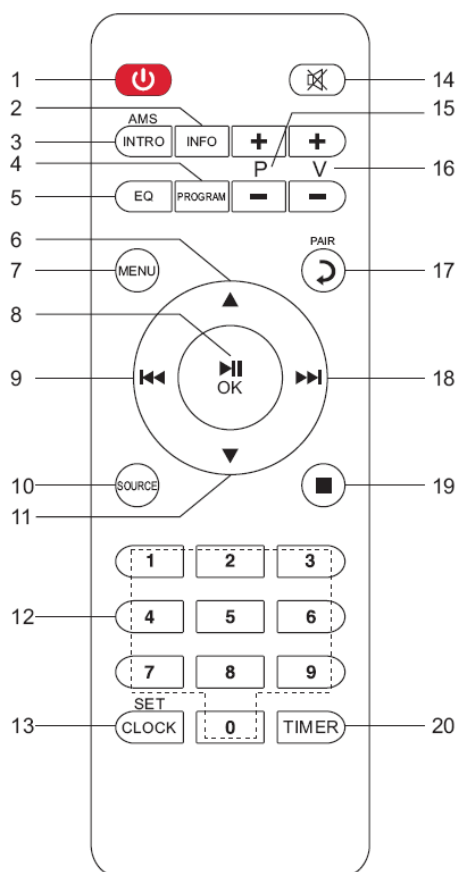 1
14
2
15
AMS
3
INTRO INFO + +
4
P V
16
5
EQ PROGRAM − −
6
PAIR
7
MENU
17
8
OK
9
18
10
SOURCE
19
11
1 2 3
12
4 5 6
7 8 9
SET
13
CLOCK 0 TIMER
20